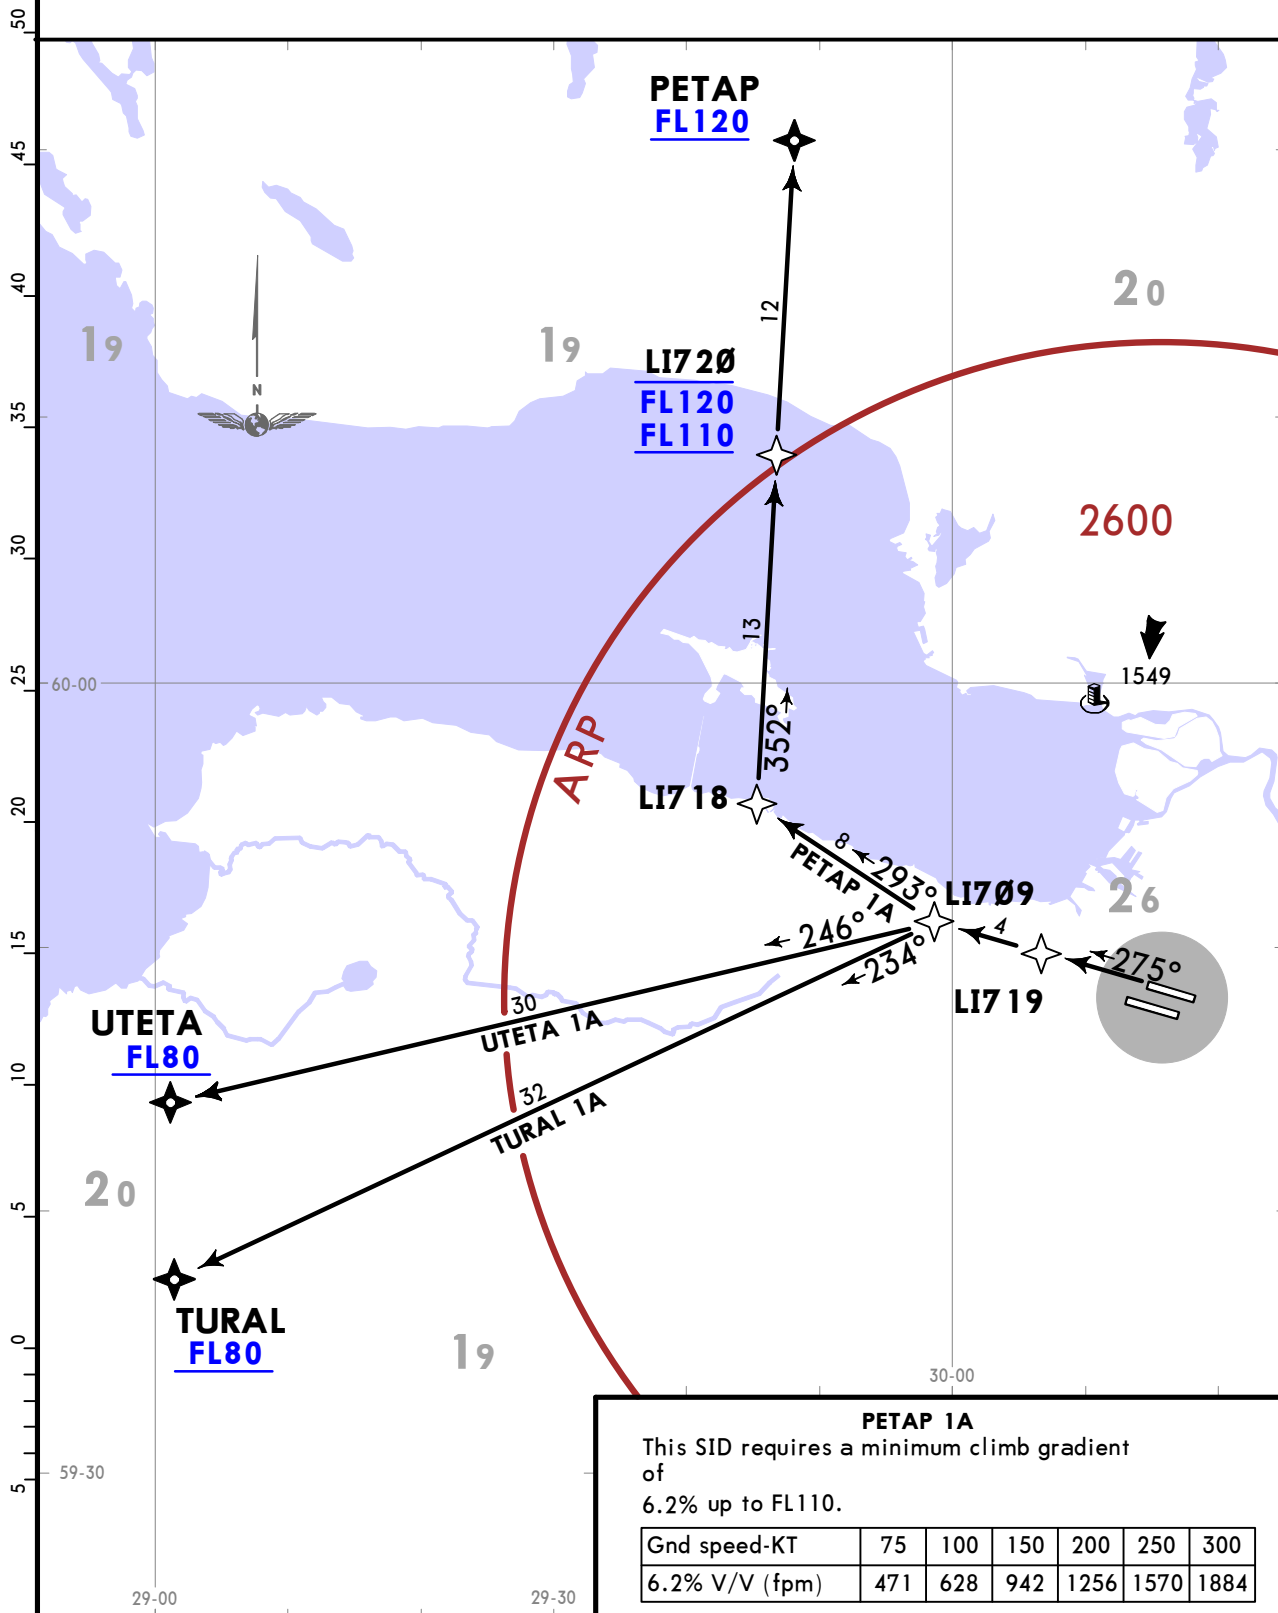 50
PETAP
FL120
45
40
20
19
19
12
N
LI72Ø
FL120
FL110
35
2600
30
13
1549
25
60-00
352°
ARP
LI718
20
8
293°
PETAP 1A
LI7Ø9
26
4
246°
234°
275°
15
LI719
30
UTETA 1A
UTETA
FL80
10
32
TURAL 1A
20
5
TURAL
FL80
0
19
30-00
59-30
5
29-00
29-30
PETAP 1A
This SID requires a minimum climb gradient
of
6.2% up to FL110.
Gnd speed-KT 75 100 150 200 250 300
6.2% V/V (fpm) 471 628 942 1256 1570 1884